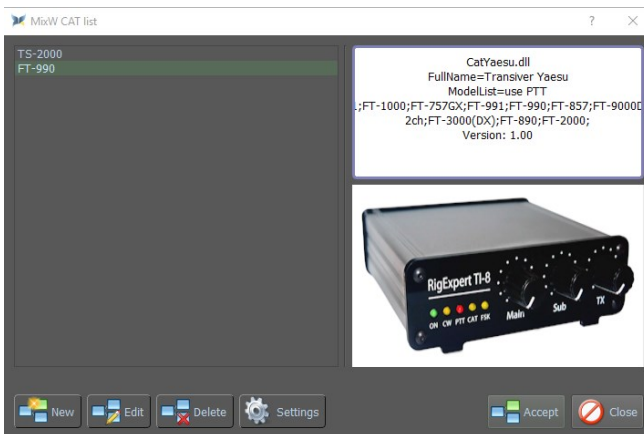 MixW CAT list
TS-2000
FT-990
CatYaesu.dll
FullName=Transiver Yaesu
ModelList=use PTT
;FT-1000;FT-757GX;FT-991;FT-990;FT-857;FT-9000D
2ch;FT-3000(DX);FT-890;FT-2000;
Version: 1.00
RigExpert TI-8
ON CW PTT CAT FSK
Main
Sub
TX
New
Edit
Delete
Settings
Accept
Close